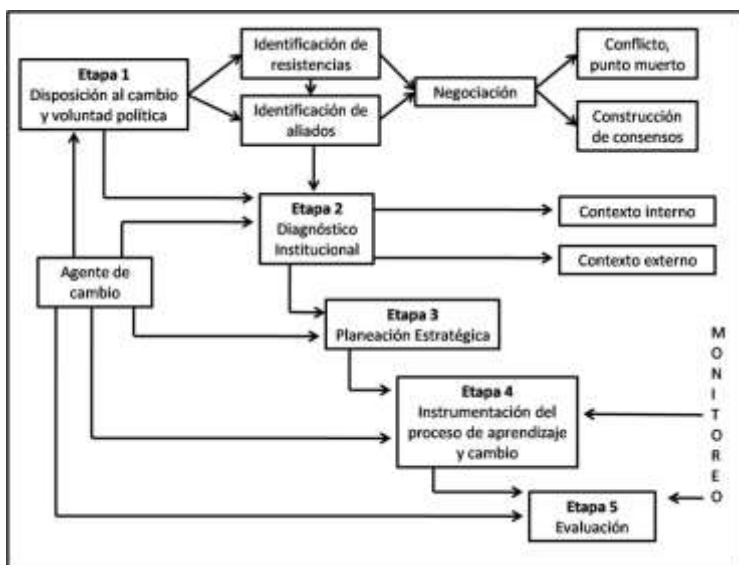 Etapa 1
Disposición al cambio
y voluntad política
Identificación de
resistencias
Identificación de
aliados
Negociación
Conflicto,
punto muerto
Construcción
de consensos
Etapa 2
Diagnóstico
Institucional
Contexto interno
Contexto externo
Agente de
cambio
Etapa 3
Planeación Estratégica
Etapa 4
Instrumentación del
proceso de aprendizaje
y cambio
Etapa 5
Evaluación
MONITOREO